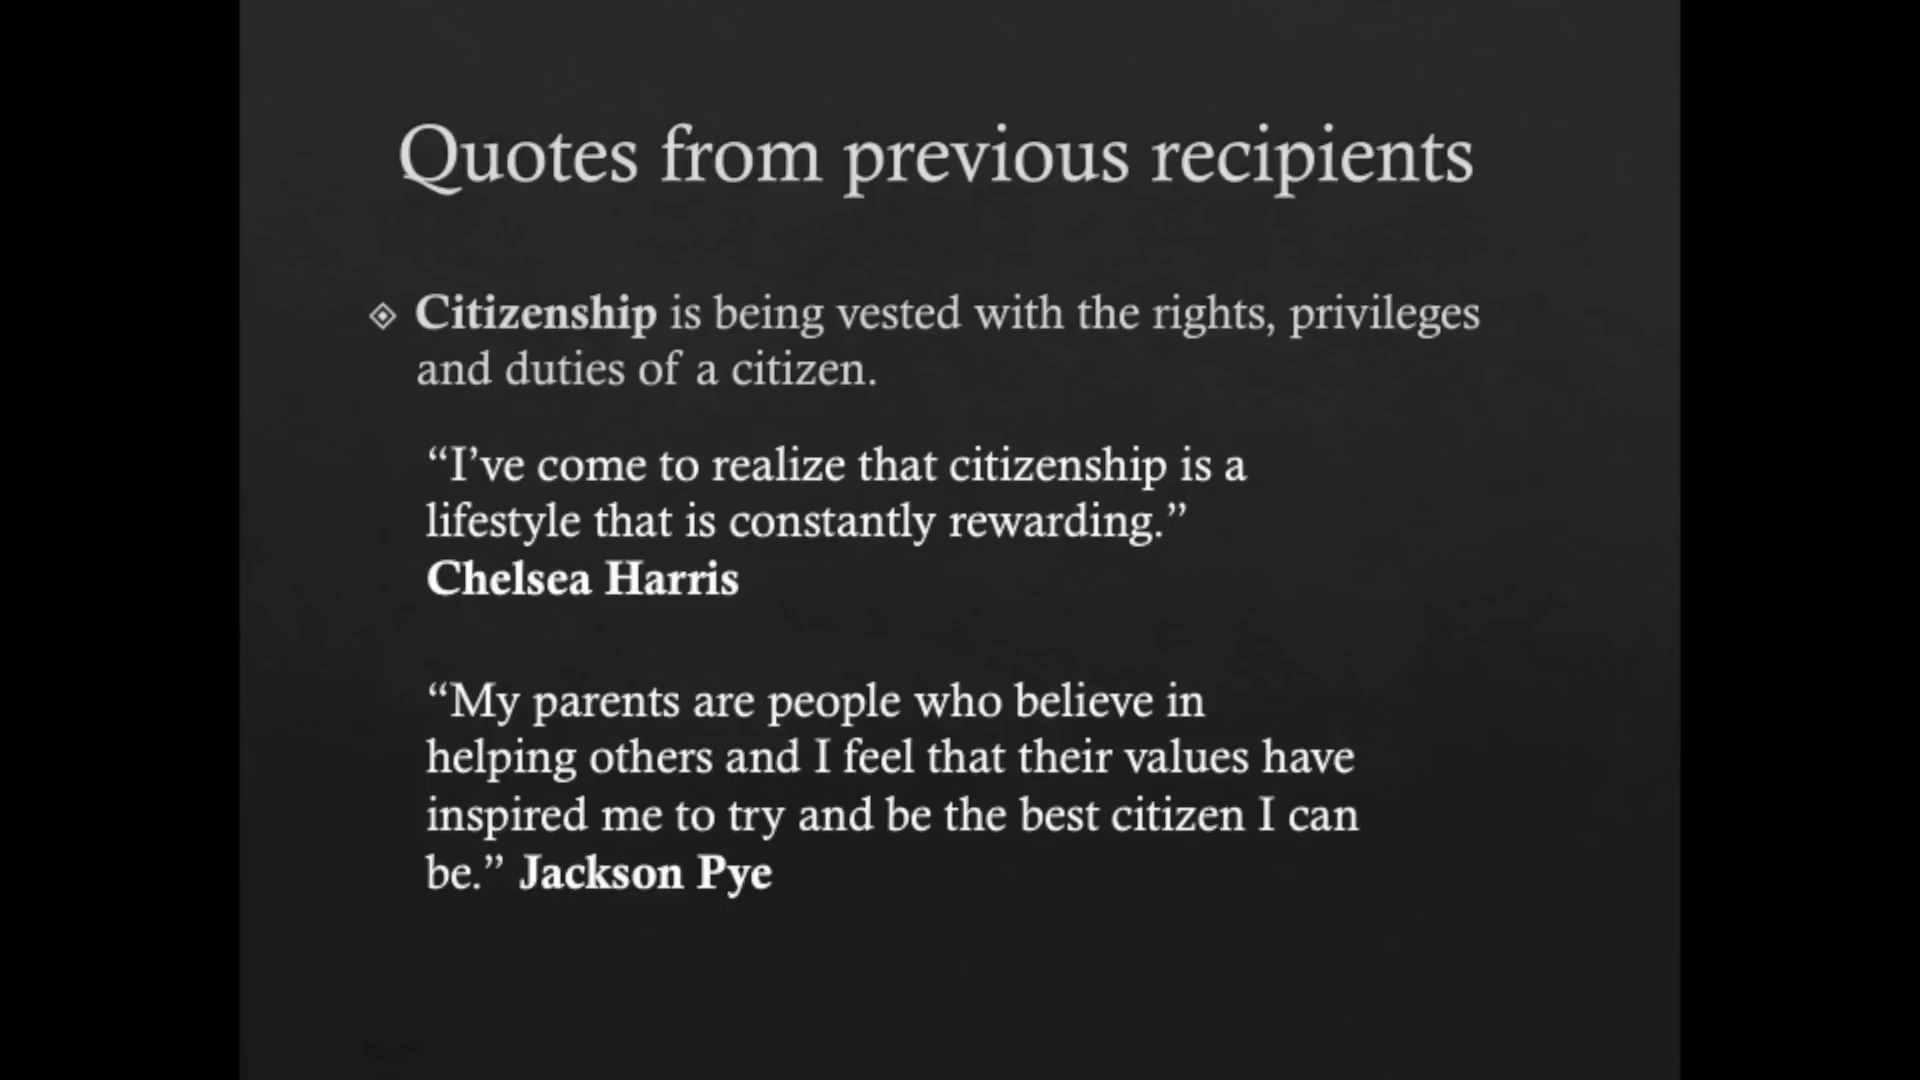 Quotes from previous recipients
Citizenship is being vested with the rights, privileges
and duties of a citizen.
“I’ve come to realize that citizenship is a
lifestyle that is constantly rewarding.”
Chelsea Harris
“My parents are people who believe in
helping others and I feel that their values have
inspired me to try and be the best citizen I can
be.” Jackson Pye